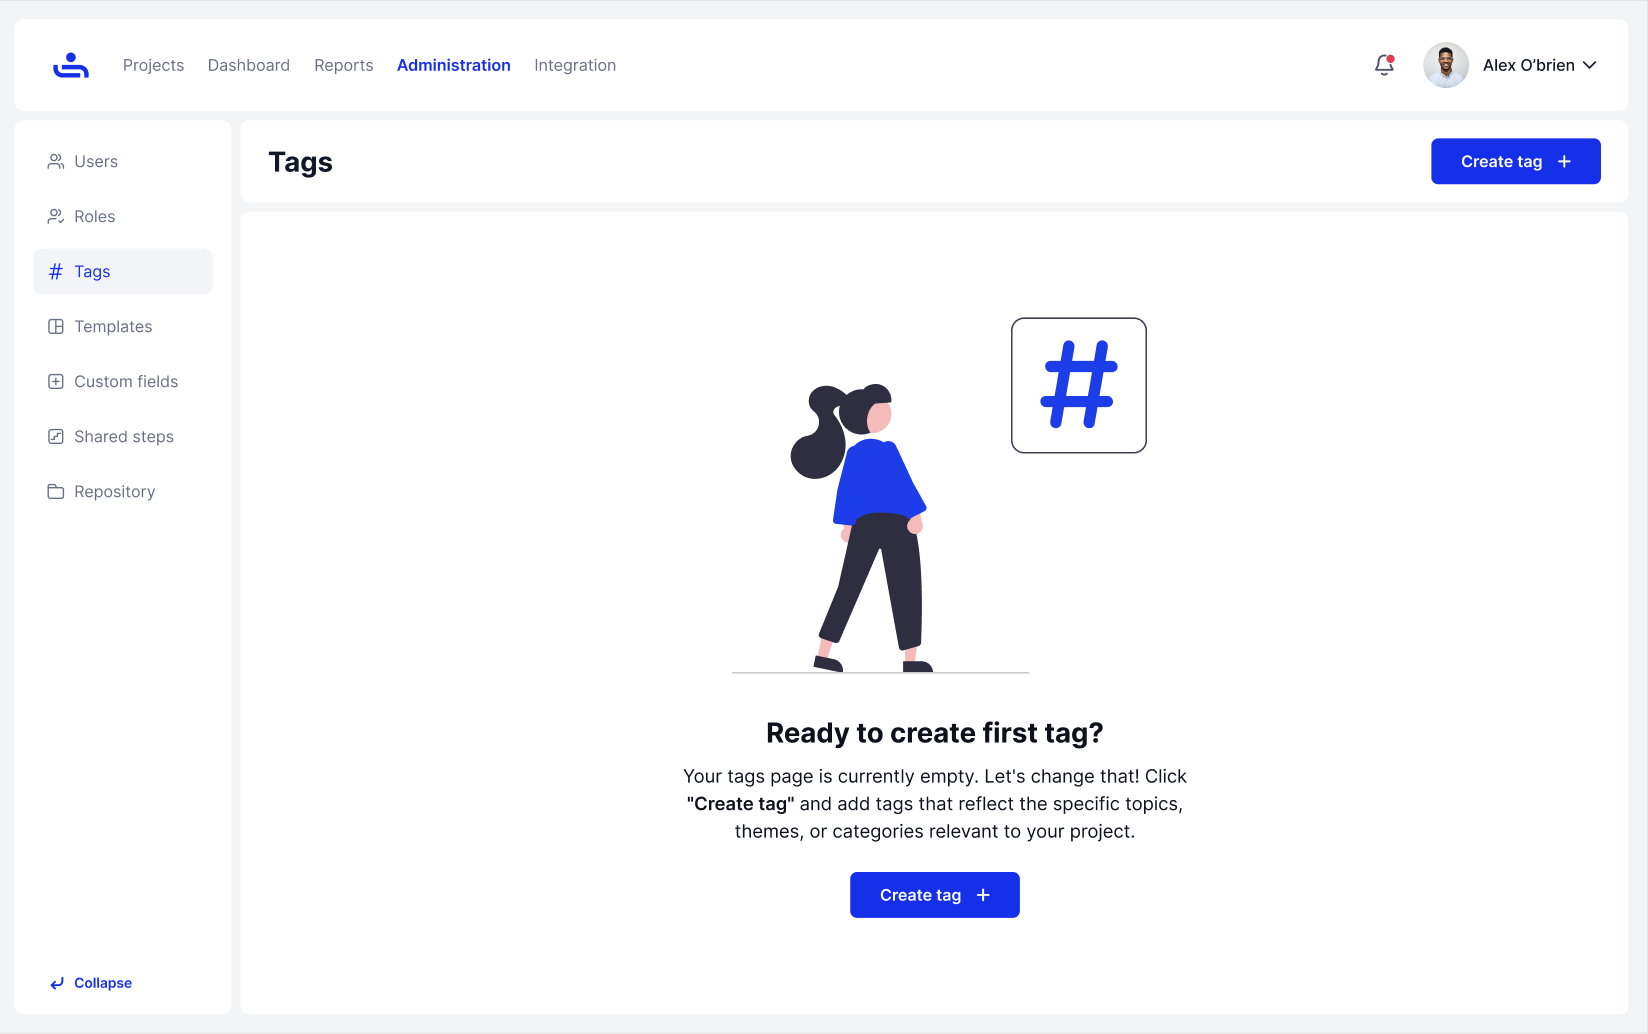 Projects Dashboard Reports Administration Integration
Alex O’brien
Users
Roles
# Tags
Templates
Custom fields
Shared steps
Repository
Collapse
Tags
Create tag +
#
Ready to create first tag?
Your tags page is currently empty. Let's change that! Click
"Create tag" and add tags that reflect the specific topics,
themes, or categories relevant to your project.
Create tag +